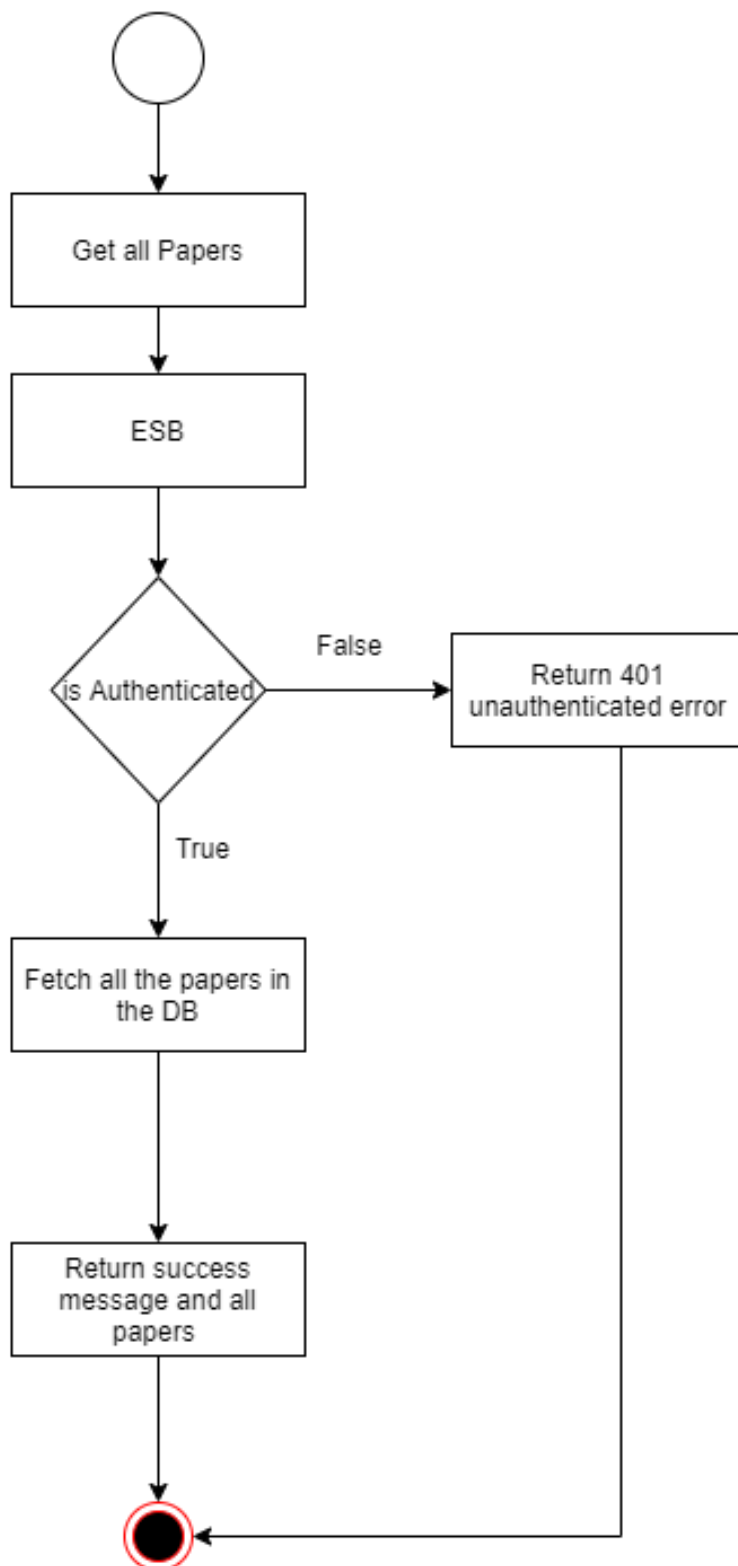 Get all Papers
ESB
is Authenticated
False
Return 401
unauthenticated error
True
Fetch all the papers in
the DB
Return success
message and all
papers